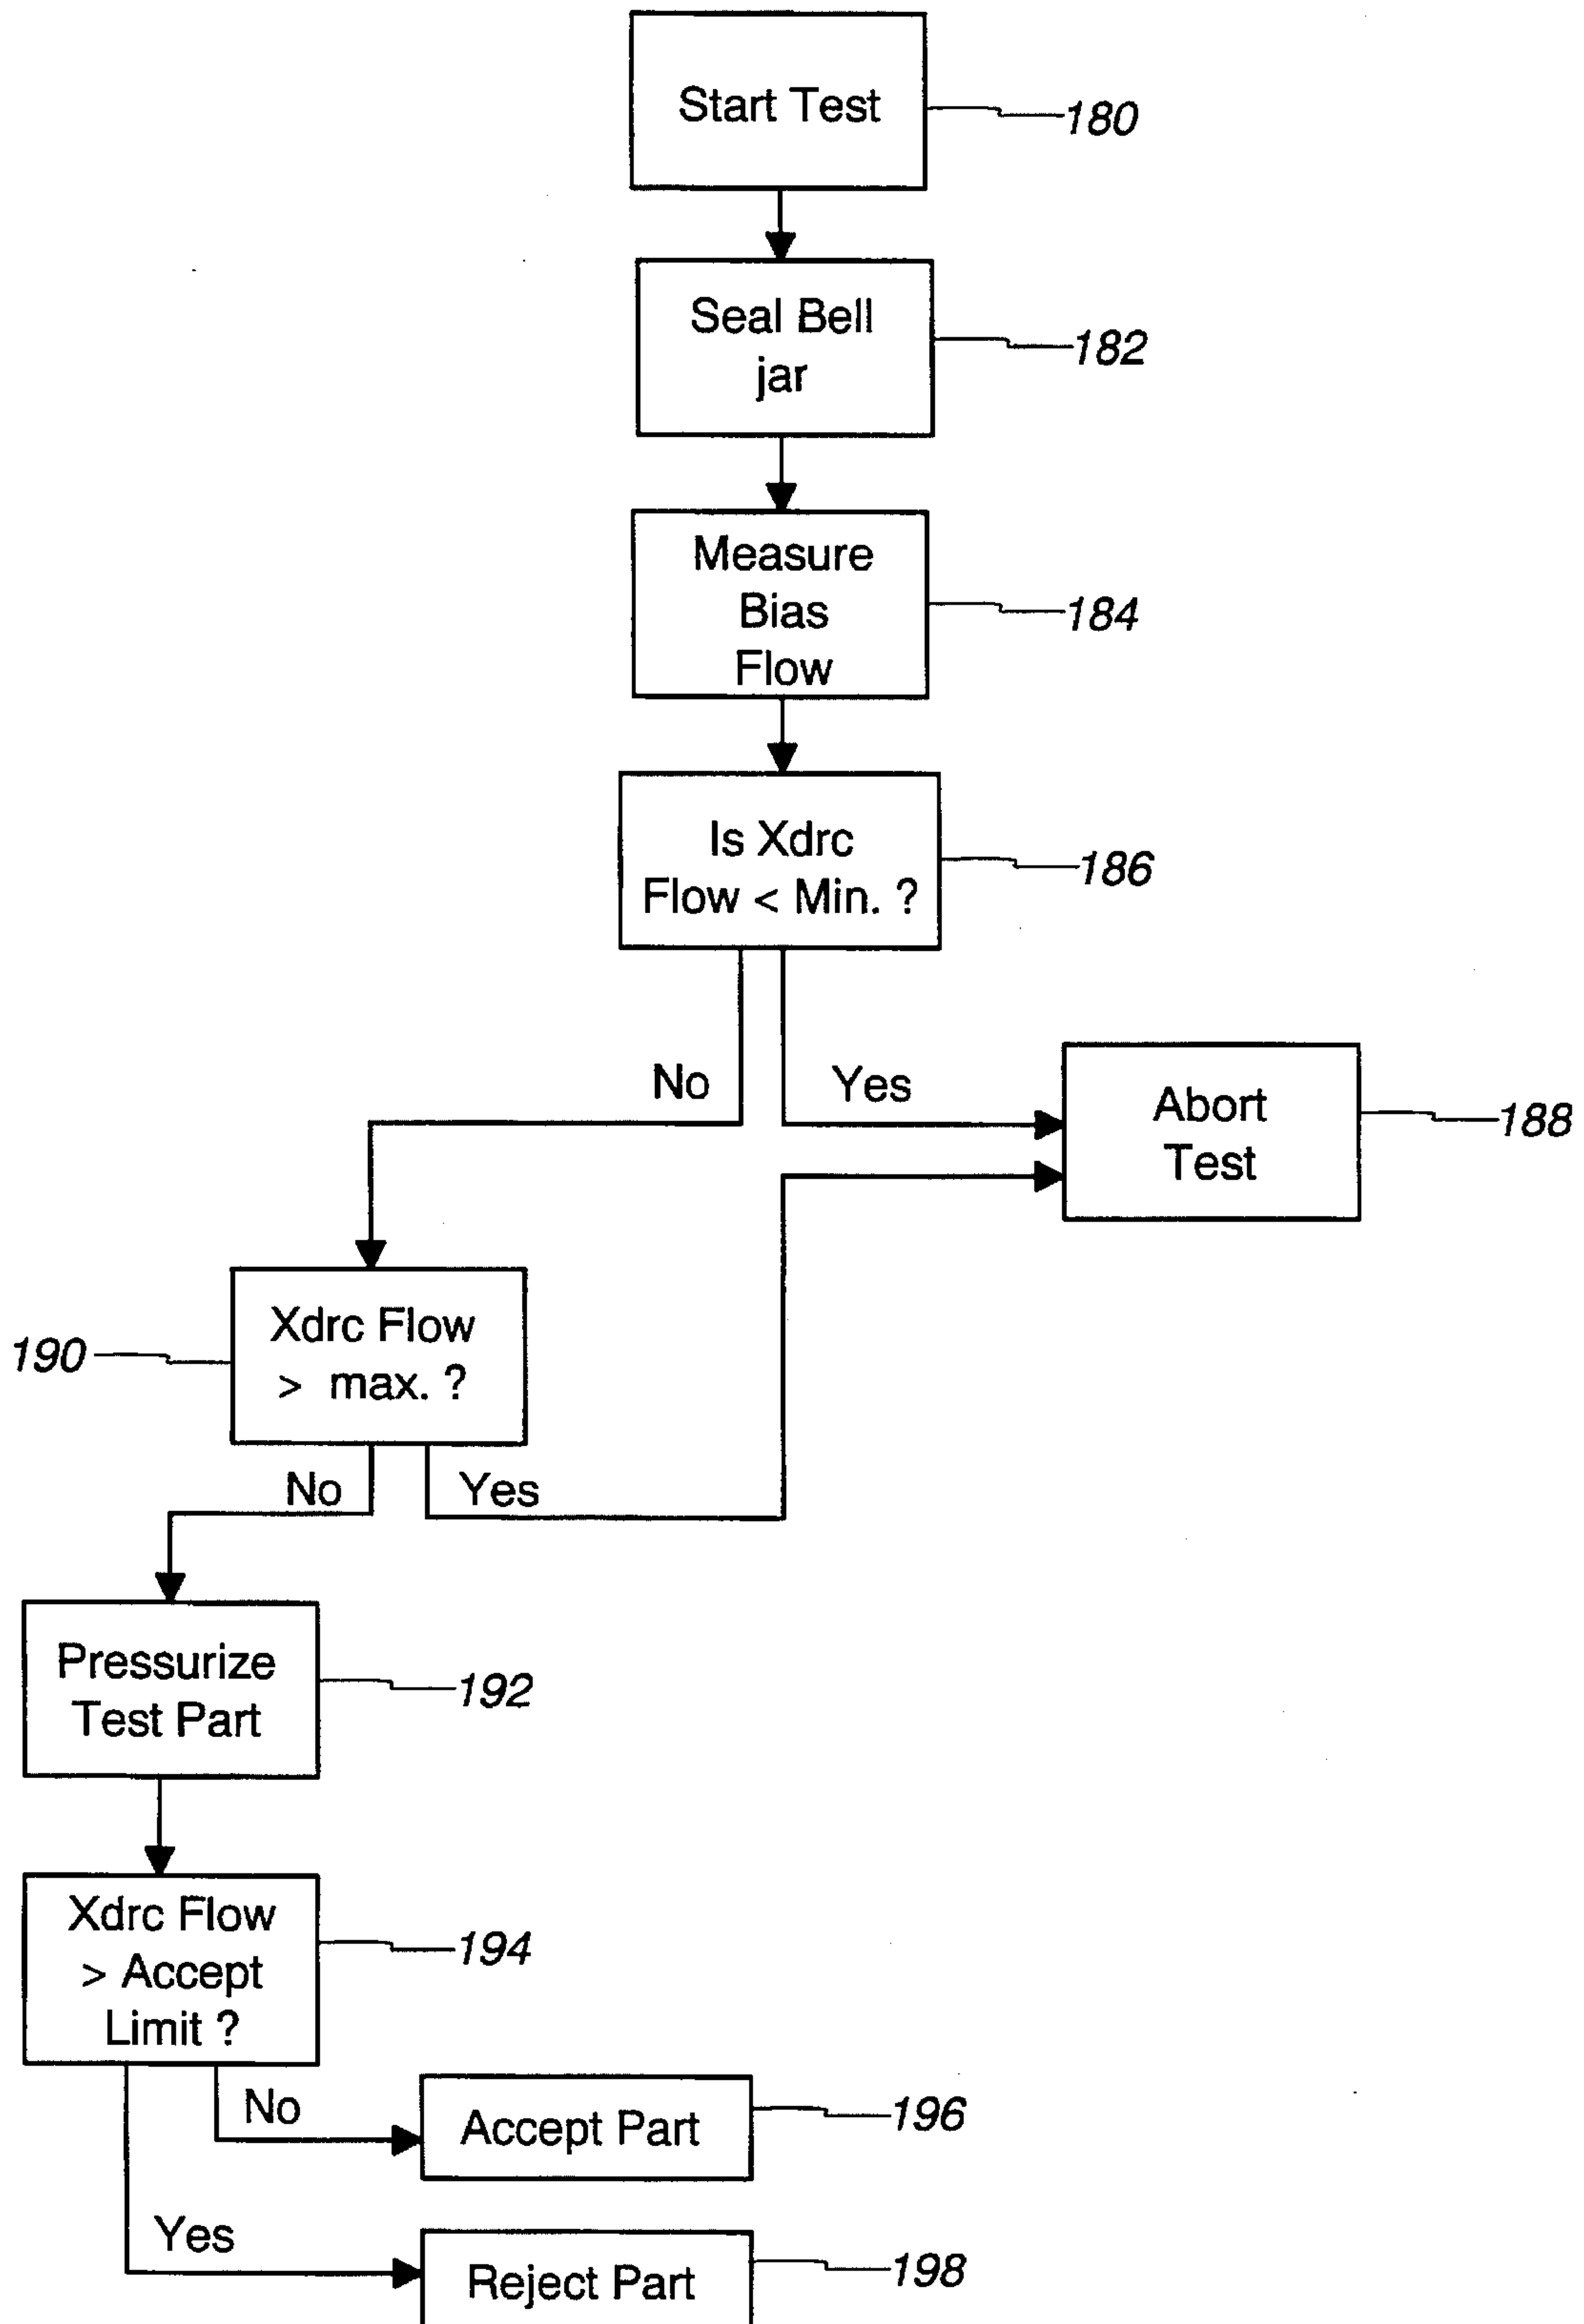 Start Test
180
Seal Bell
jar
182
Measure
Bias
Flow
184
Is Xdrc
Flow < Min. ?
186
No
Yes
Abort
Test
188
190
Xdrc Flow
> max. ?
No
Yes
Pressurize
Test Part
192
Xdrc Flow
> Accept
Limit ?
194
No
Accept Part
196
Yes
Reject Part
198